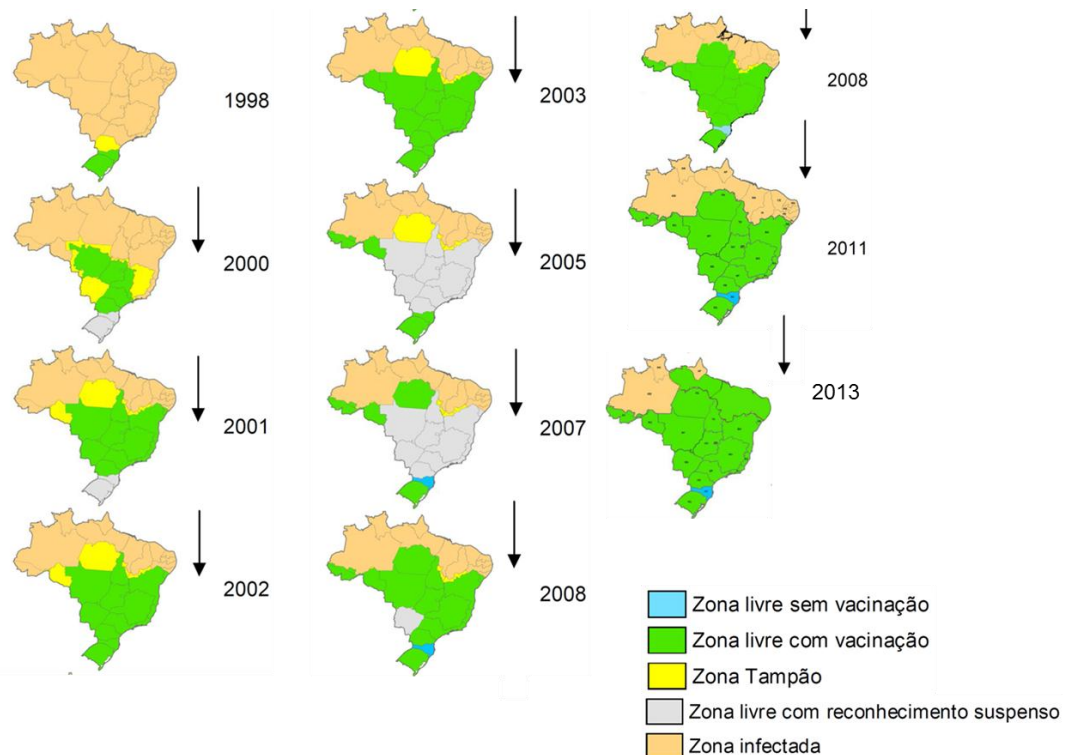 1998
2000
2001
2002
2003
2005
2007
2008
2008
2011
2013
Zona livre sem vacinação
Zona livre com vacinação
Zona Tampão
Zona livre com reconhecimento suspenso
Zona infectada